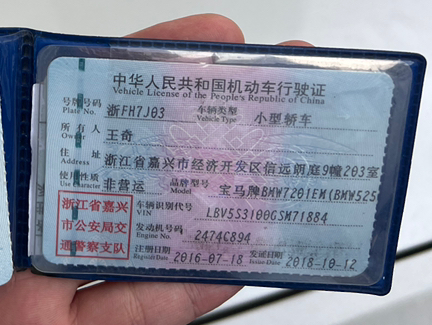 中华人民共和国机动车行驶证
Vehicle License of the People's Republic of China
号牌号码 Plate No. 浙FH7J03 车辆类型 Vehicle Type 小型轿车
所有人 Owner 王奇
住址 Address 浙江省嘉兴市经济开发区信远朗庭9幢203室
使用性质 Use Character 非营运 品牌型号 Model 宝马牌BMW7201EM(BMW525
浙江省嘉兴
市公安局交
通警察支队
车辆识别代号 VIN LBV5S3100GSM71884
发动机号码 Engine No. 2474C894
注册日期 Register Date 2016-07-18 发证日期 Issue Date 2018-10-12